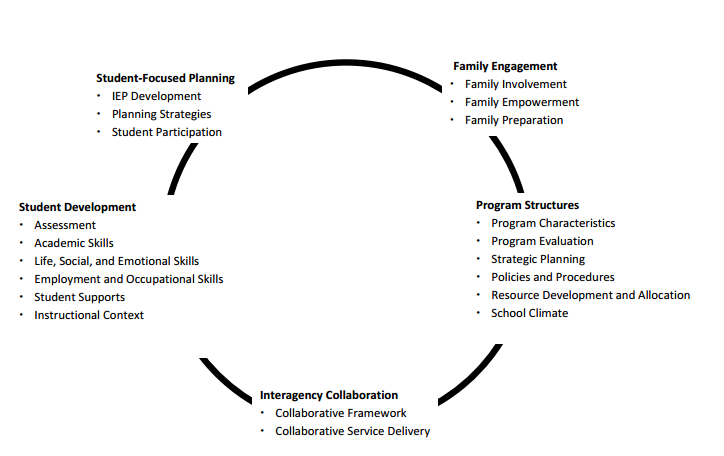 Student-Focused Planning
• IEP Development
• Planning Strategies
• Student Participation
Family Engagement
• Family Involvement
• Family Empowerment
• Family Preparation
Student Development
• Assessment
• Academic Skills
• Life, Social, and Emotional Skills
• Employment and Occupational Skills
• Student Supports
• Instructional Context
Program Structures
• Program Characteristics
• Program Evaluation
• Strategic Planning
• Policies and Procedures
• Resource Development and Allocation
• School Climate
Interagency Collaboration
• Collaborative Framework
• Collaborative Service Delivery